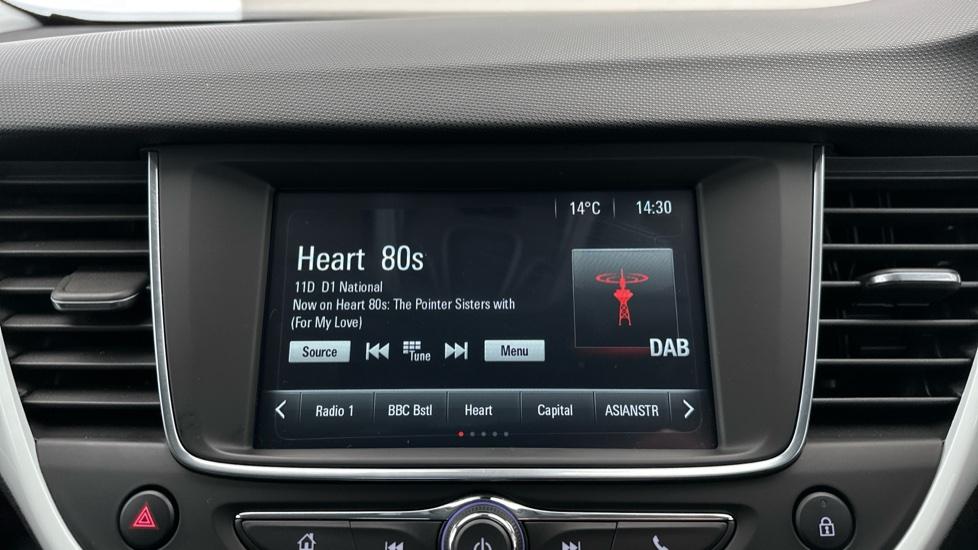 14°C 14:30
Heart 80s
11D D1 National
Now on Heart 80s: The Pointer Sisters with
(For My Love)
DAB
Source Tune Menu
Radio 1 BBC Bstl Heart Capital ASIANSTR